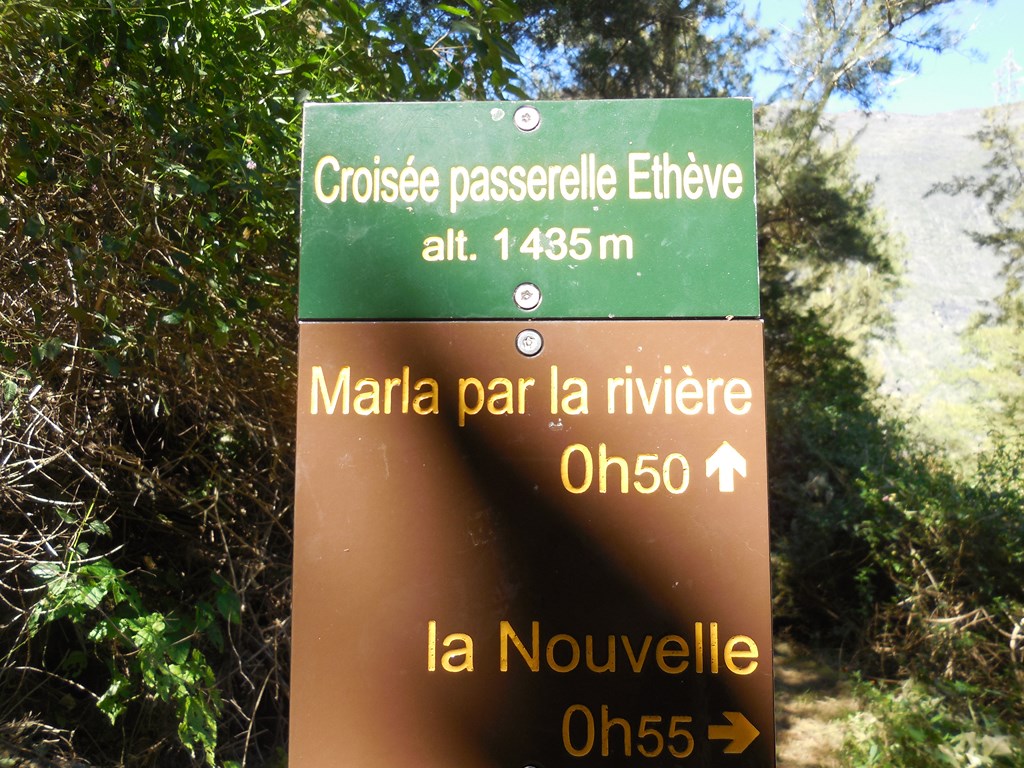 Croisée passerelle Ethève
alt. 1435 m
Marla par la rivière
0h50 ↑
la Nouvelle
0h55 →